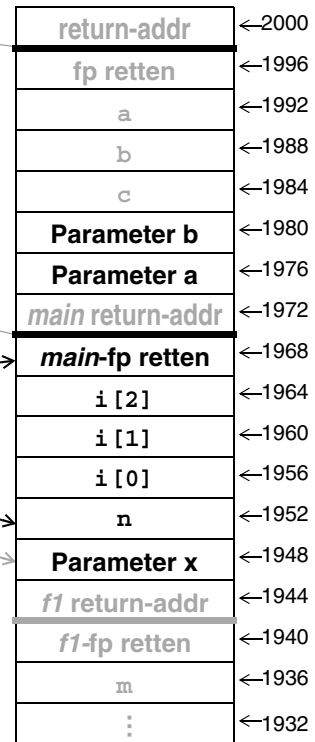 return-addr ←2000
fp retten ←1996
a ←1992
b ←1988
c ←1984
Parameter b ←1980
Parameter a ←1976
main return-addr ←1972
main-fp retten ←1968
i[2] ←1964
i[1] ←1960
i[0] ←1956
n ←1952
Parameter x ←1948
f1 return-addr ←1944
f1-fp retten ←1940
m ←1936
⋮ ←1932